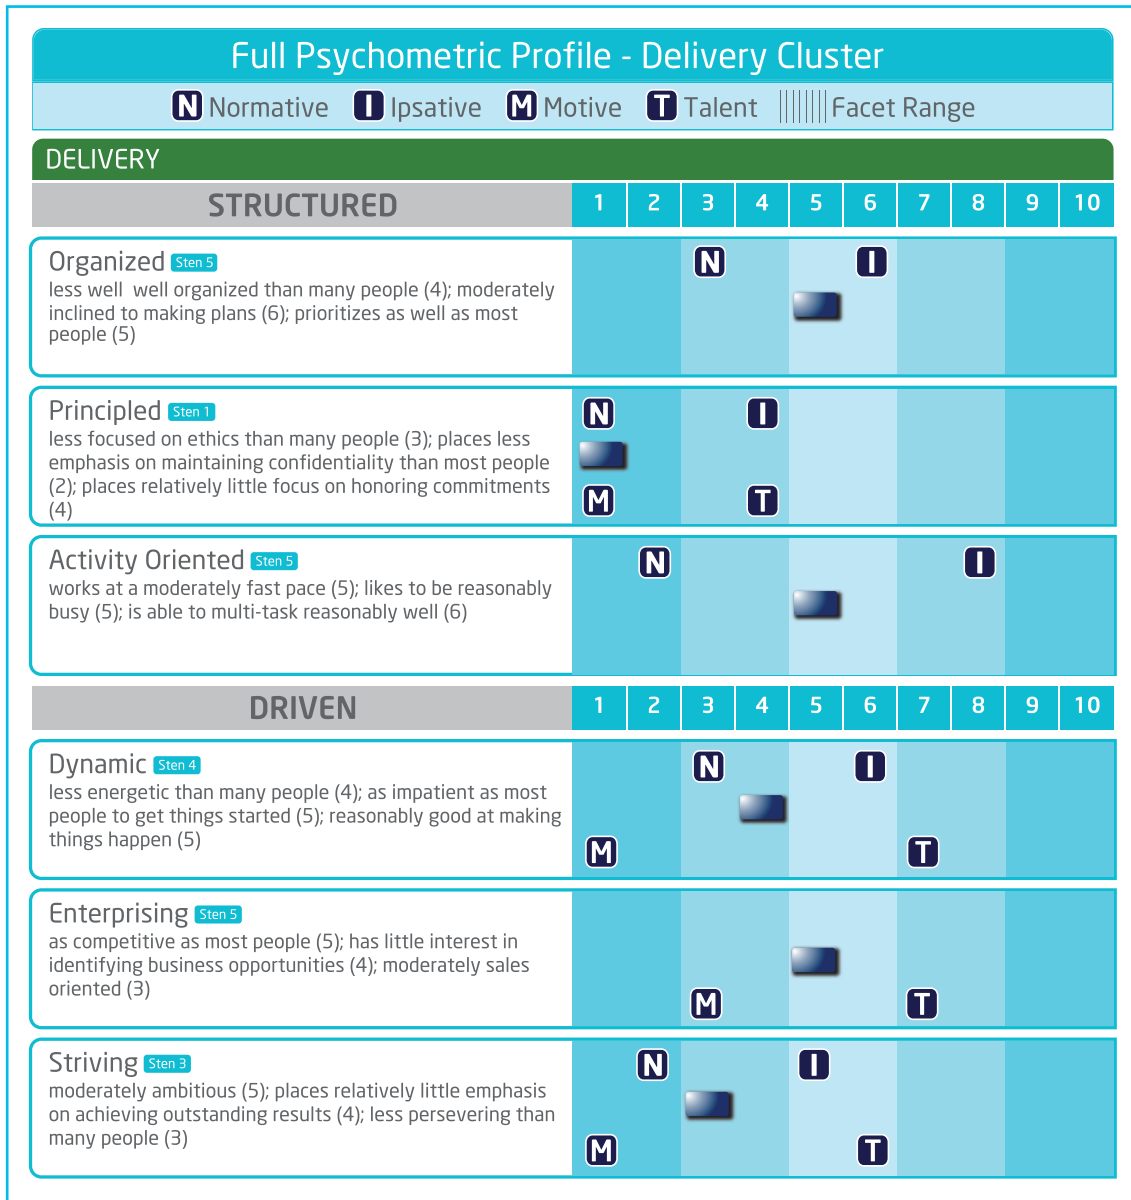 Full Psychometric Profile - Delivery Cluster
N Normative I Ipsative M Motive T Talent Facet Range
DELIVERY
STRUCTURED 1 2 3 4 5 6 7 8 9 10
Organized Sten 5
N I
less well well organized than many people (4); moderately
inclined to making plans (6); prioritizes as well as most
people (5)
Principled Sten 1
N I
less focused on ethics than many people (3); places less
emphasis on maintaining confidentiality than most people
(2); places relatively little focus on honoring commitments
(4)
M T
Activity Oriented Sten 5
N I
works at a moderately fast pace (5); likes to be reasonably
busy (5); is able to multi-task reasonably well (6)
DRIVEN 1 2 3 4 5 6 7 8 9 10
Dynamic Sten 4
N I
less energetic than many people (4); as impatient as most
people to get things started (5); reasonably good at making
things happen (5)
M T
Enterprising Sten 5
as competitive as most people (5); has little interest in
identifying business opportunities (4); moderately sales
oriented (3)
M T
Striving Sten 3
N I
moderately ambitious (5); places relatively little emphasis
on achieving outstanding results (4); less persevering than
many people (3)
M T